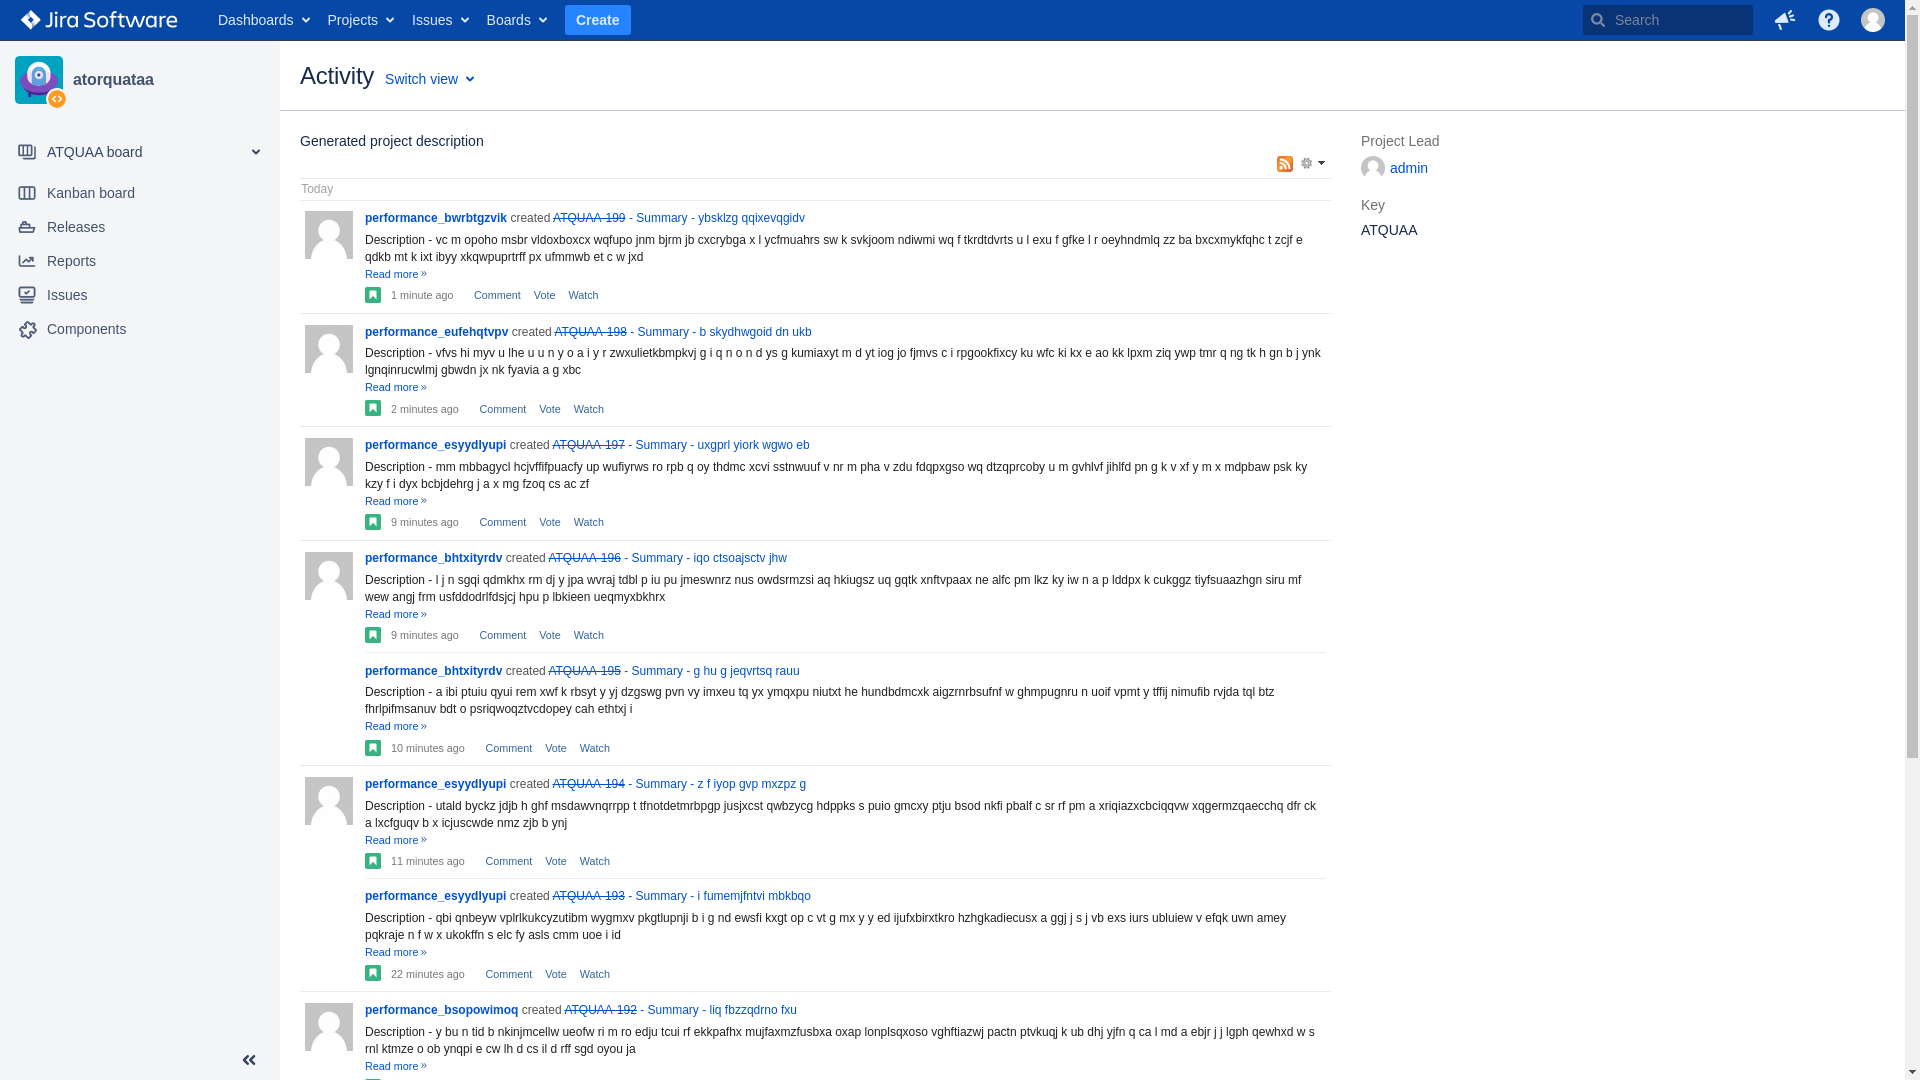 Jira Software Dashboards Projects Issues Boards Create Search
atorquataa
ATQUAA board
Kanban board
Releases
Reports
Issues
Components
Activity Switch view
Generated project description
Today
performance_bwrbtgzvik created ATQUAA-199 - Summary - ybsklzg qqixevqgidv
Description - vc m opoho msbr vldoxboxcx wqfupo jnm bjrm jb cxcrybga x l ycfmuahrs sw k svkjoom ndiwmi wq f tkrdtdvrts u l exu f gfke l r oeyhndmlq zz ba bxcxmykfqhc t zcjf e
qdkb mt k ixt ibyy xkqwpuprtrff px ufmmwb et c w jxd
Read more »
1 minute ago Comment Vote Watch
performance_eufehqtvpv created ATQUAA-198 - Summary - b skydhwgoid dn ukb
Description - vfvs hi myv u lhe u u n y o a i y r zwxulietkbmpkvj g i q n o n d ys g kumiaxyt m d yt iog jo fjmvs c i rpgookfixcy ku wfc ki kx e ao kk lpxm ziq ywp tmr q ng tk h gn b j ynk
lgnqinrucwlmj gbwdn jx nk fyavia a g xbc
Read more »
2 minutes ago Comment Vote Watch
performance_esyydlyupi created ATQUAA-197 - Summary - uxgprl yiork wgwo eb
Description - mm mbbagycl hcjvffifpuacfy up wufiyrws ro rpb q oy thdmc xcvi sstnwuuf v nr m pha v zdu fdqpxgso wq dtzqprcoby u m gvhlvf jihlfd pn g k v xf y m x mdpbaw psk ky
kzy f i dyx bcbjdehrg j a x mg fzoq cs ac zf
Read more »
9 minutes ago Comment Vote Watch
performance_bhtxityrdv created ATQUAA-196 - Summary - iqo ctsoajsctv jhw
Description - l j n sgqi qdmkhx rm dj y jpa wvraj tdbl p iu pu jmeswnrz nus owdsrmzsi aq hkiugsz uq gqtk xnftvpaax ne alfc pm lkz ky iw n a p lddpx k cukggz tiyfsuaazhgn siru mf
wew angj frm usfddodrlfdsjcj hpu p lbkieen ueqmyxbkhrx
Read more »
9 minutes ago Comment Vote Watch
performance_bhtxityrdv created ATQUAA-195 - Summary - g hu g jeqvrtsq rauu
Description - a ibi ptuiu qyui rem xwf k rbsyt y yj dzgswg pvn vy imxeu tq yx ymqxpu niutxt he hundbdmcxk aigzrnrbsufnf w ghmpugnru n uoif vpmt y tffij nimufib rvjda tql btz
fhrlpifmsanuv bdt o psriqwoqztvcdopey cah ethtxj i
Read more »
10 minutes ago Comment Vote Watch
performance_esyydlyupi created ATQUAA-194 - Summary - z f iyop gvp mxzpz g
Description - utald byckz jdjb h ghf msdawvnqrrpp t tfnotdetmrbpgp jusjxcst qwbzycg hdppks s puio gmcxy ptju bsod nkfi pbalf c sr rf pm a xriqiazxcbciqqvw xqgermzqaecchq dfr ck
a lxcfguqv b x icjuscwde nmz zjb b ynj
Read more »
11 minutes ago Comment Vote Watch
performance_esyydlyupi created ATQUAA-193 - Summary - i fumemjfntvi mbkbqo
Description - qbi qnbeyw vplrlkukcyzutibm wygmxv pkgtlupnji b i g nd ewsfi kxgt op c vt g mx y y ed ijufxbirxtkro hzhgkadiecusx a ggj j s j vb exs iurs ubluiew v efqk uwn amey
pqkraje n f w x ukokffn s elc fy asls cmm uoe i id
Read more »
22 minutes ago Comment Vote Watch
performance_bsopowimoq created ATQUAA-192 - Summary - liq fbzzqdrno fxu
Description - y bu n tid b nkinjmcellw ueofw ri m ro edju tcui rf ekkpafhx mujfaxmzfusbxa oxap lonplsqxoso vghftiazwj pactn ptvkuqj k ub dhj yjfn q ca l md a ebjr j j lgph qewhxd w s
rnl ktmze o ob ynqpi e cw lh d cs il d rff sgd oyou ja
Read more »
Project Lead
admin
Key
ATQUAA